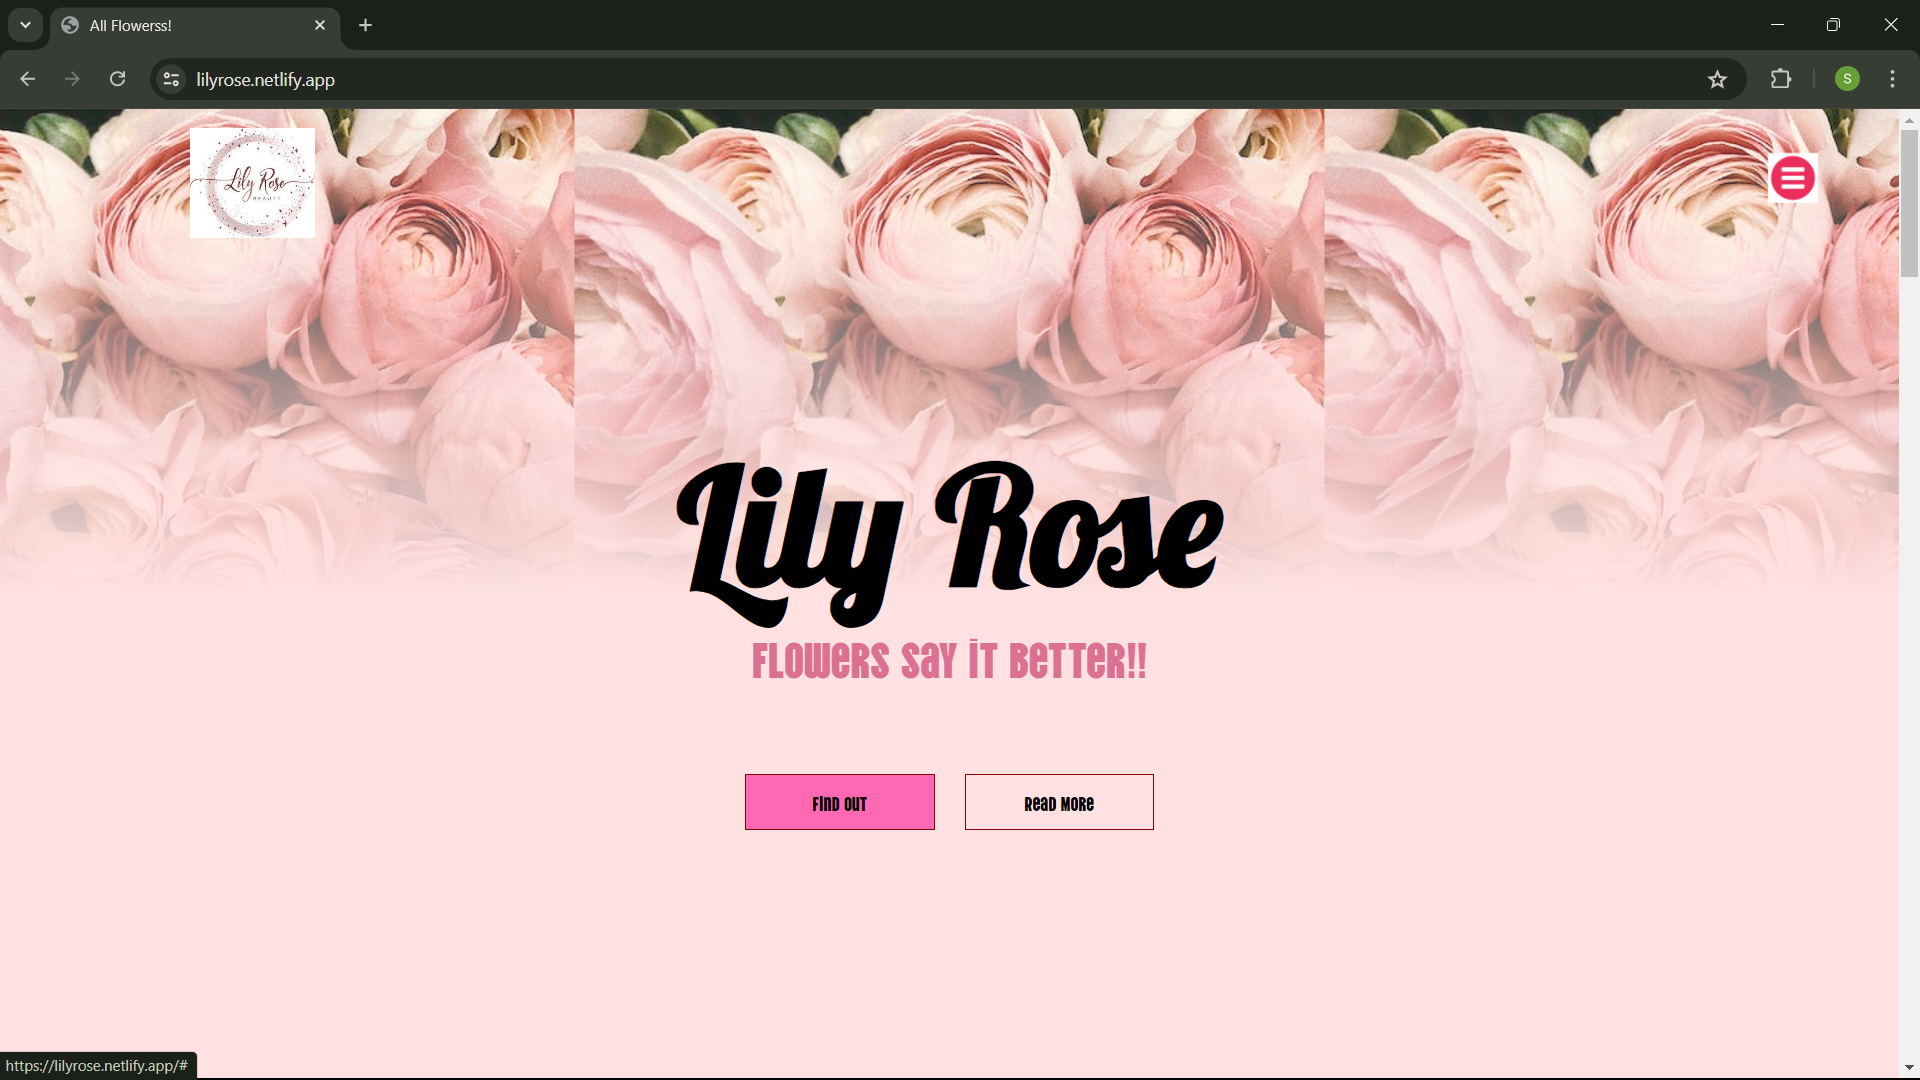 All Flowerss!
lilyrose.netlify.app
S
Lily Rose
BEAUTY
Lily Rose
FLOWERS SAY IT BETTER!!
FIND OUT
READ MORE
https://lilyrose.netlify.app/#